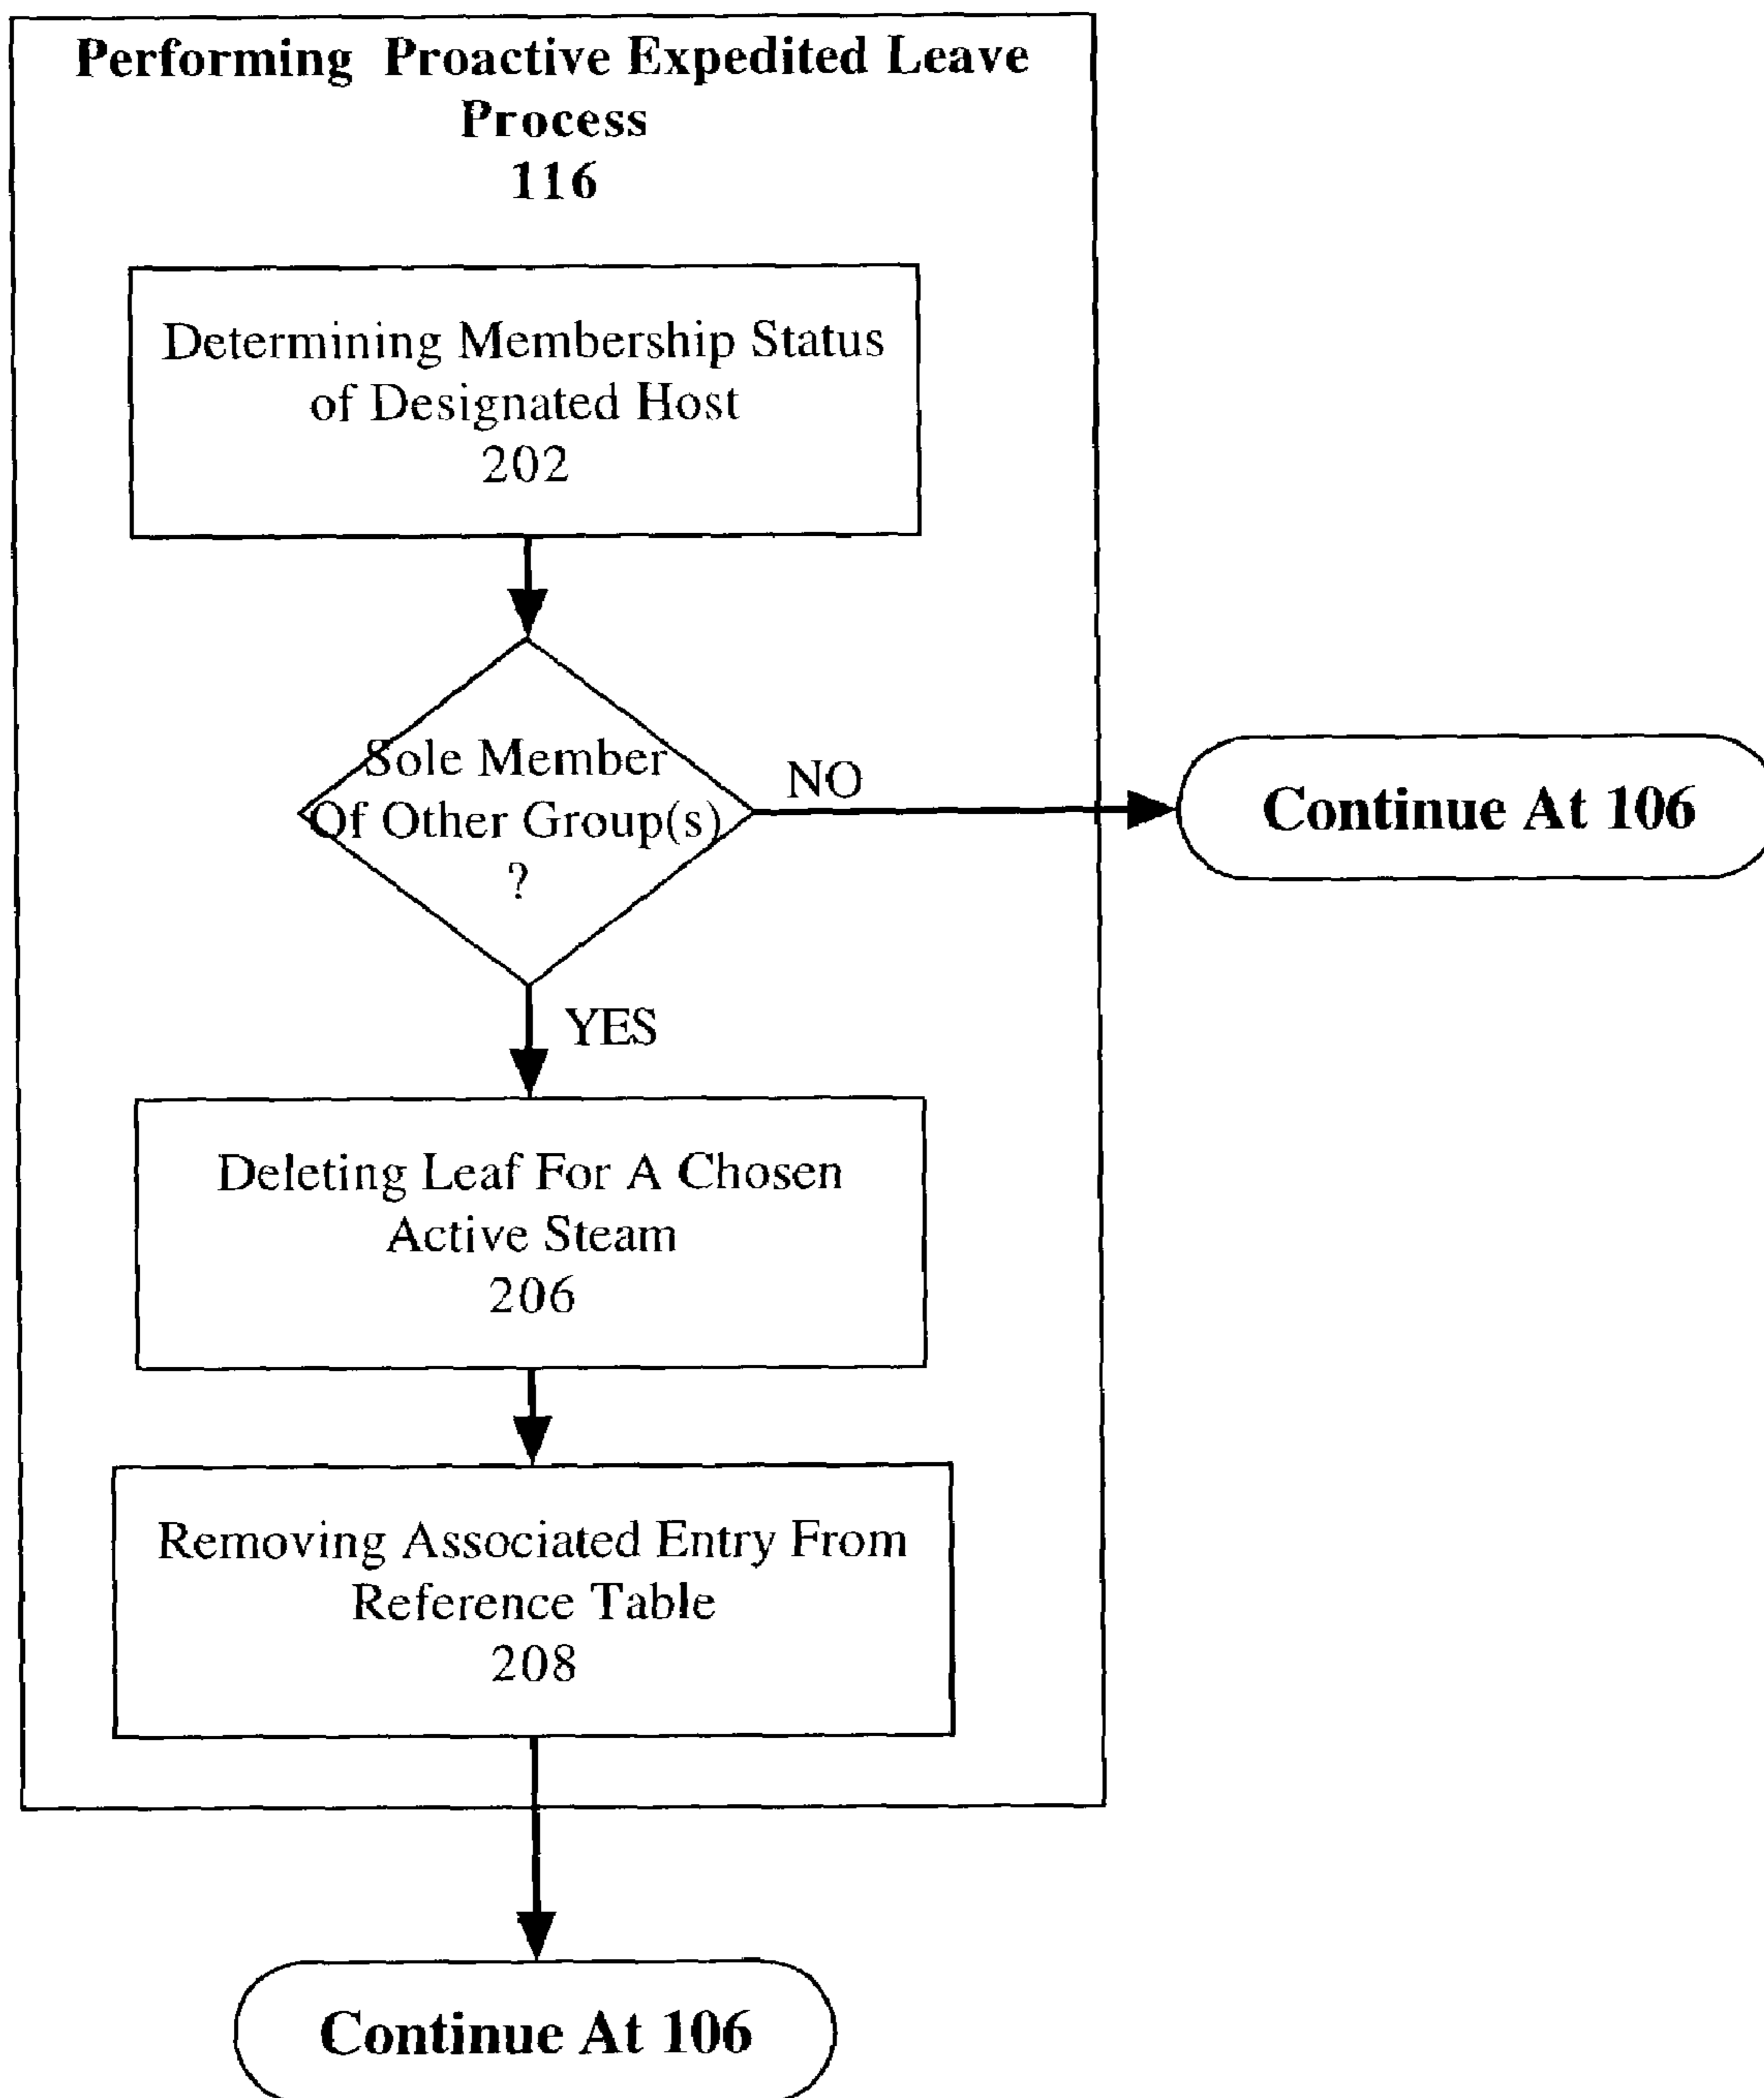 Performing Proactive Expedited Leave
Process
116
Determining Membership Status
of Designated Host
202
Sole Member
Of Other Group(s)
?
NO
Continue At 106
YES
Deleting Leaf For A Chosen
Active Steam
206
Removing Associated Entry From
Reference Table
208
Continue At 106